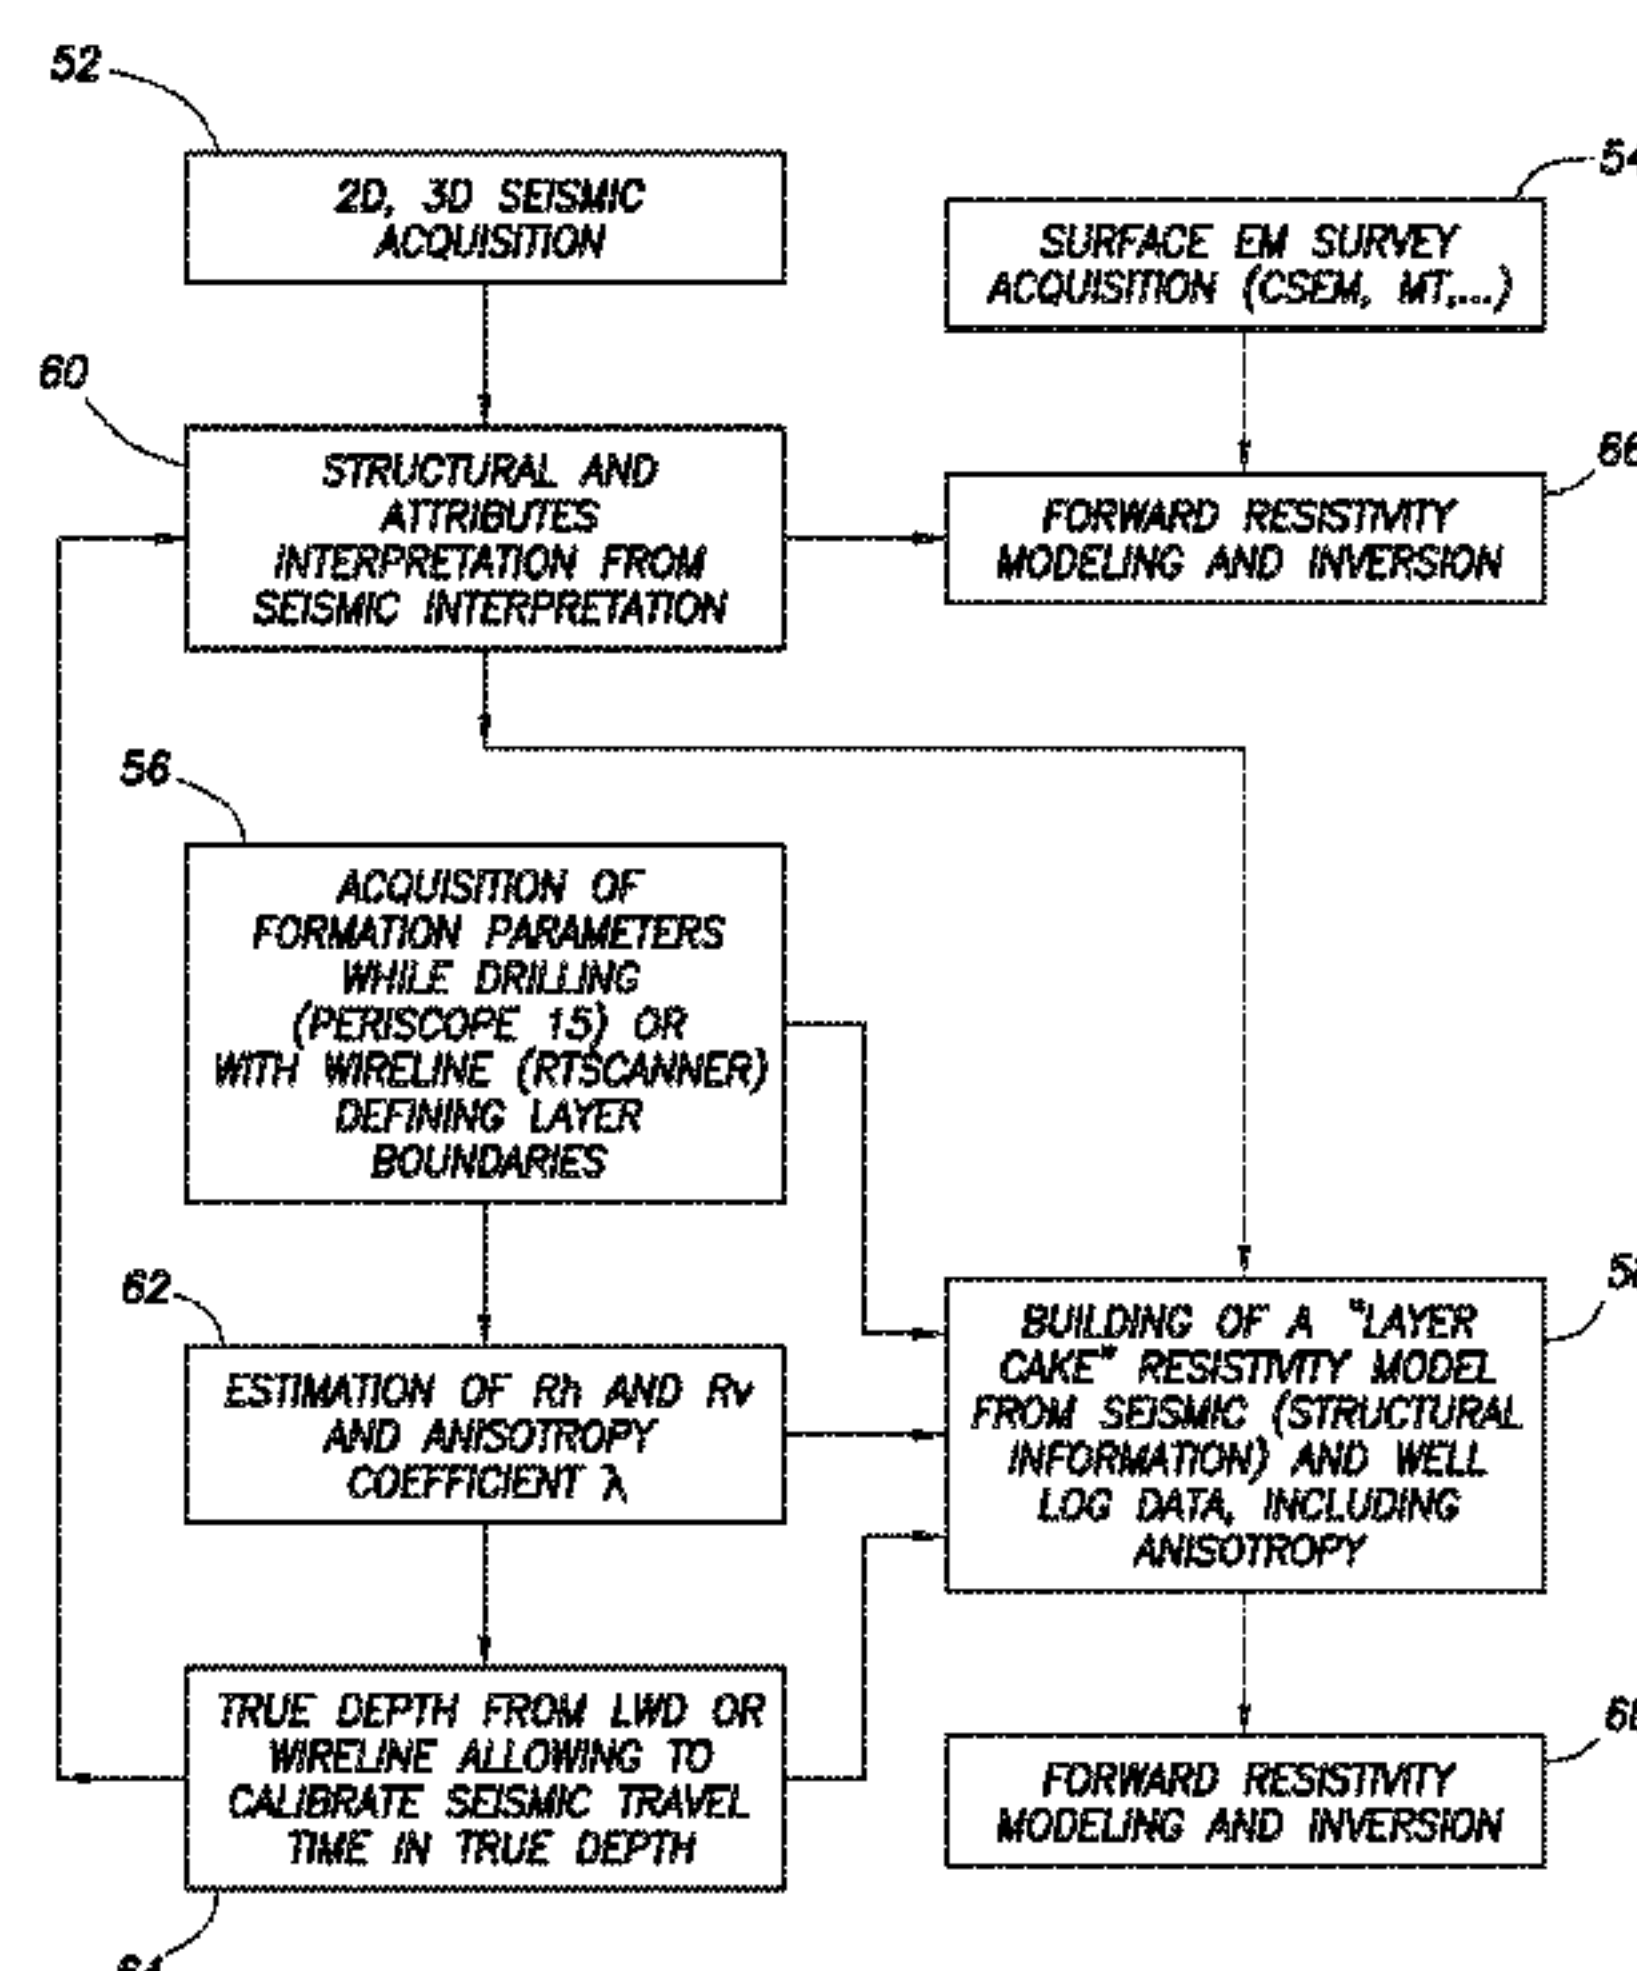 52
2D, 3D SEISMIC
ACQUISITION
54
SURFACE EM SURVEY
ACQUISITION (CSEM, MT,...)
60
STRUCTURAL AND
ATTRIBUTES
INTERPRETATION FROM
SEISMIC INTERPRETATION
66
FORWARD RESISTIVITY
MODELING AND INVERSION
56
ACQUISITION OF
FORMATION PARAMETERS
WHILE DRILLING
(PERISCOPE 15) OR
WITH WIRELINE (RTSCANNER)
DEFINING LAYER
BOUNDARIES
62
ESTIMATION OF Rh AND Rv
AND ANISOTROPY
COEFFICIENT λ
BUILDING OF A "LAYER
CAKE" RESISTIVITY MODEL
FROM SEISMIC (STRUCTURAL
INFORMATION) AND WELL
LOG DATA, INCLUDING
ANISOTROPY
TRUE DEPTH FROM LWD OR
WIRELINE ALLOWING TO
CALIBRATE SEISMIC TRAVEL
TIME IN TRUE DEPTH
64
FORWARD RESISTIVITY
MODELING AND INVERSION